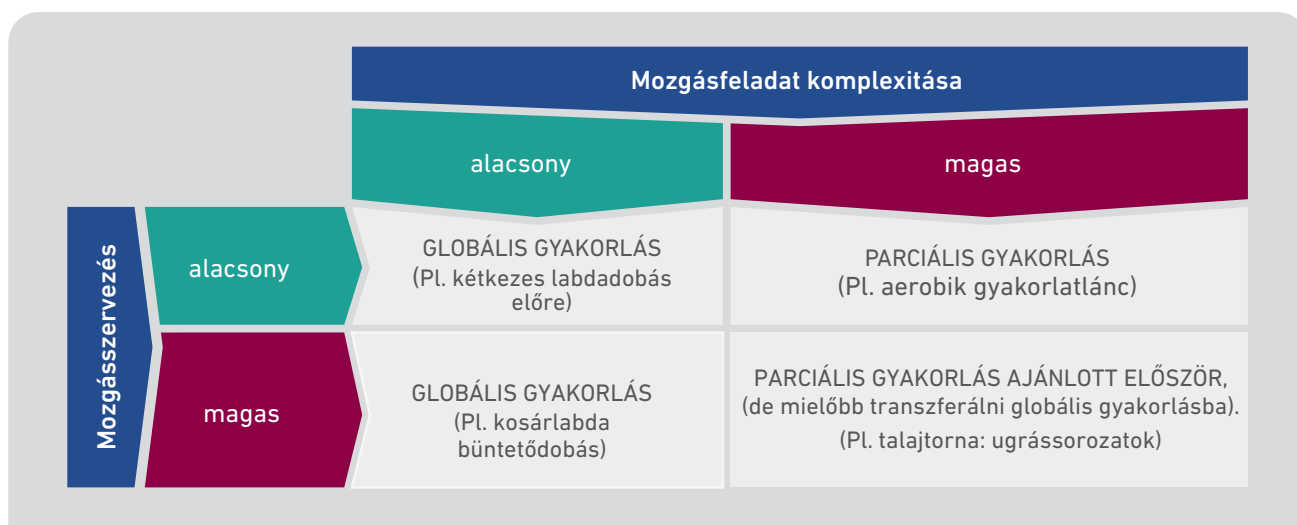 Mozgásfeladat komplexitása
alacsony
magas
Mozgásszervezés
alacsony
GLOBÁLIS GYAKORLÁS
(Pl. kétkezes labdadobás
előre)
PARCIÁLIS GYAKORLÁS
(Pl. aerobik gyakorlatlánc)
magas
GLOBÁLIS GYAKORLÁS
(Pl. kosárlabda
büntetődobás)
PARCIÁLIS GYAKORLÁS AJÁNLOTT ELŐSZÖR,
(de mielőbb transzferálni globális gyakorlásba).
(Pl. talajtorna: ugrássorozatok)